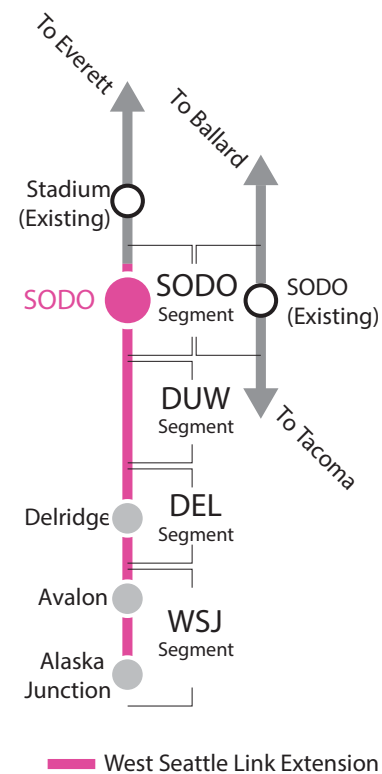 To Everett
To Ballard
Stadium
(Existing)
SODO
SODO
Segment
SODO
(Existing)
DUW
Segment
To Tacoma
DEL
Segment
Delridge
Avalon
WSJ
Segment
Alaska
Junction
West Seattle Link Extension